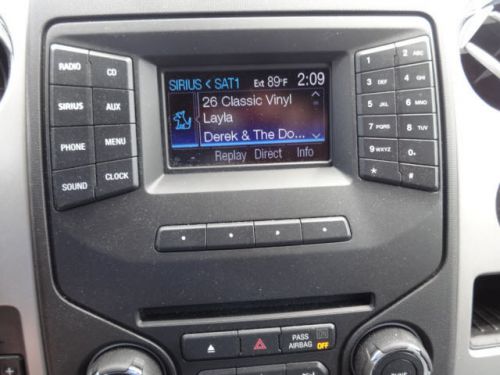 RADIO
CD
SIRIUS
AUX
PHONE
MENU
SOUND
CLOCK
SIRIUS < SAT1 Ext 89°F 2:09
26 Classic Vinyl
Layla
Derek & The Do...
Replay Direct Info
1
2 ABC
3 DEF
4 GHI
5 JKL
6 MNO
7 PQRS
8 TUV
9 WXYZ
0.
*
#
PASS
AIRBAG OFF